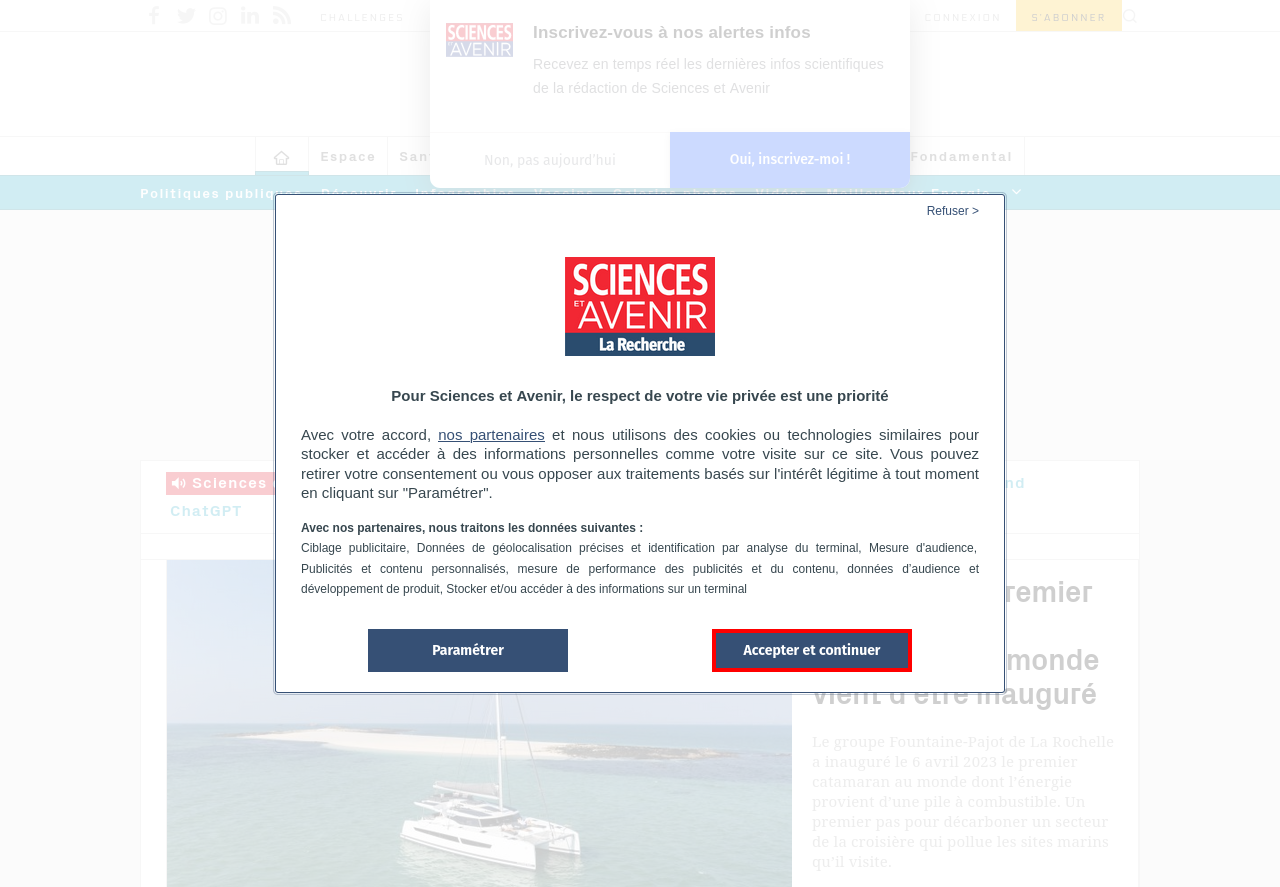 CHALLENGES
CONNEXION
S'ABONNER
SCIENCES
ET AVENIR
Inscrivez-vous à nos alertes infos
Recevez en temps réel les dernières infos scientifiques
de la rédaction de Sciences et Avenir
Non, pas aujourd'hui
Oui, inscrivez-moi !
Espace
Fondamental
Politiques publiques
Refuser >
SCIENCES
ET AVENIR
La Recherche
Pour Sciences et Avenir, le respect de votre vie privée est une priorité
Avec votre accord, nos partenaires et nous utilisons des cookies ou technologies similaires pour
stocker et accéder à des informations personnelles comme votre visite sur ce site. Vous pouvez
retirer votre consentement ou vous opposer aux traitements basés sur l'intérêt légitime à tout moment
en cliquant sur "Paramétrer".
Avec nos partenaires, nous traitons les données suivantes :
Ciblage publicitaire, Données de géolocalisation précises et identification par analyse du terminal, Mesure d'audience,
Publicités et contenu personnalisés, mesure de performance des publicités et du contenu, données d’audience et
développement de produit, Stocker et/ou accéder à des informations sur un terminal
Paramétrer
Accepter et continuer
Sciences
ChatGPT
monde
vient d'être inauguré
Le groupe Fountaine-Pajot de La Rochelle
a inauguré le 6 avril 2023 le premier
catamaran au monde dont l’énergie
provient d’une pile à combustible. Un
premier pas pour décarboner un secteur
de la croisière qui pollue les sites marins
qu’il visite.